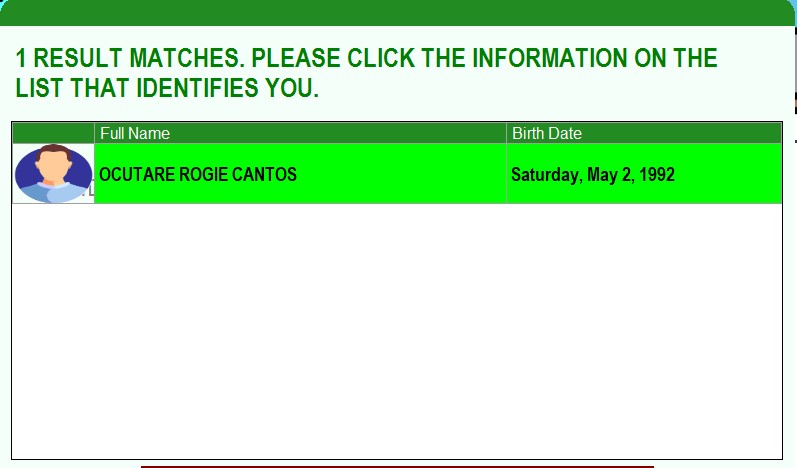 1 RESULT MATCHES. PLEASE CLICK THE INFORMATION ON THE
LIST THAT IDENTIFIES YOU.
Full Name Birth Date
OCUTARE ROGIE CANTOS Saturday, May 2, 1992